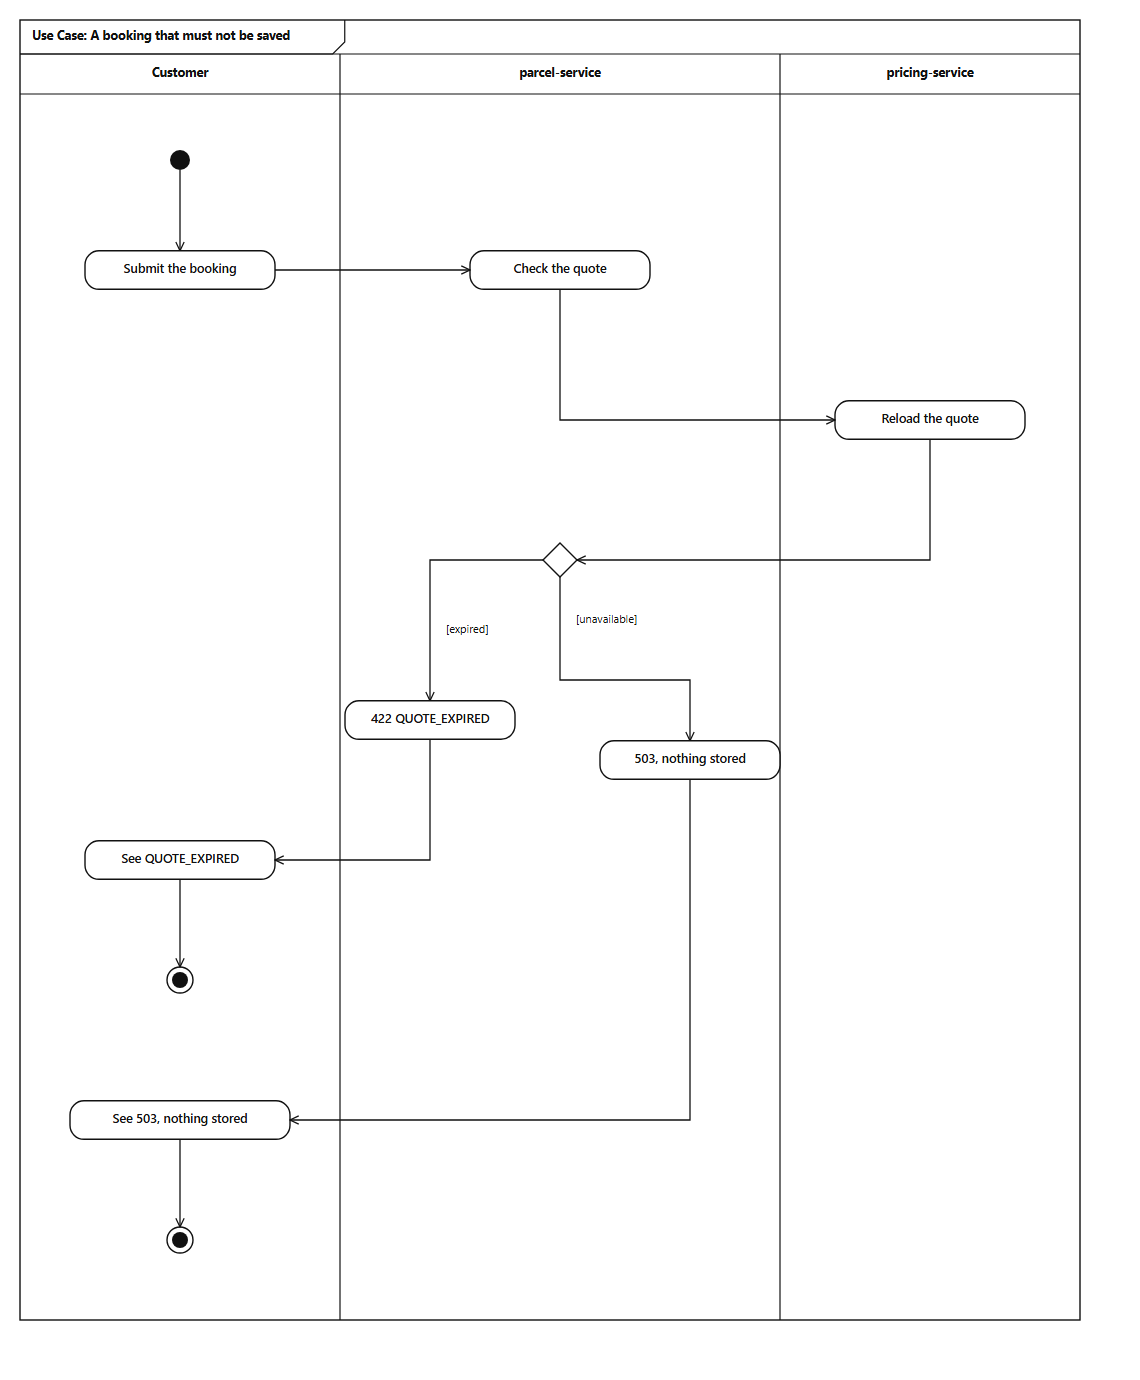 Use Case: A booking that must not be saved
Customer
parcel-service
pricing-service
Submit the booking
Check the quote
Reload the quote
[unavailable]
[expired]
422 QUOTE_EXPIRED
503, nothing stored
See QUOTE_EXPIRED
See 503, nothing stored